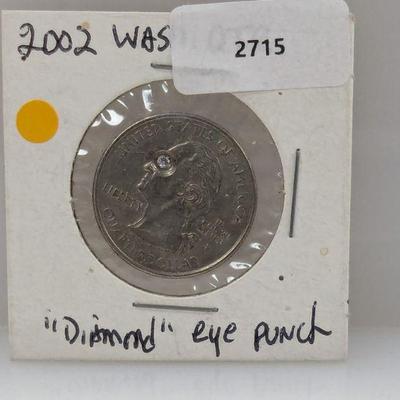 2002 WAS
2715
UNITED STATES OF AMERICA
LIBERTY
QUARTER DOLLAR
"Diamond" eye punch